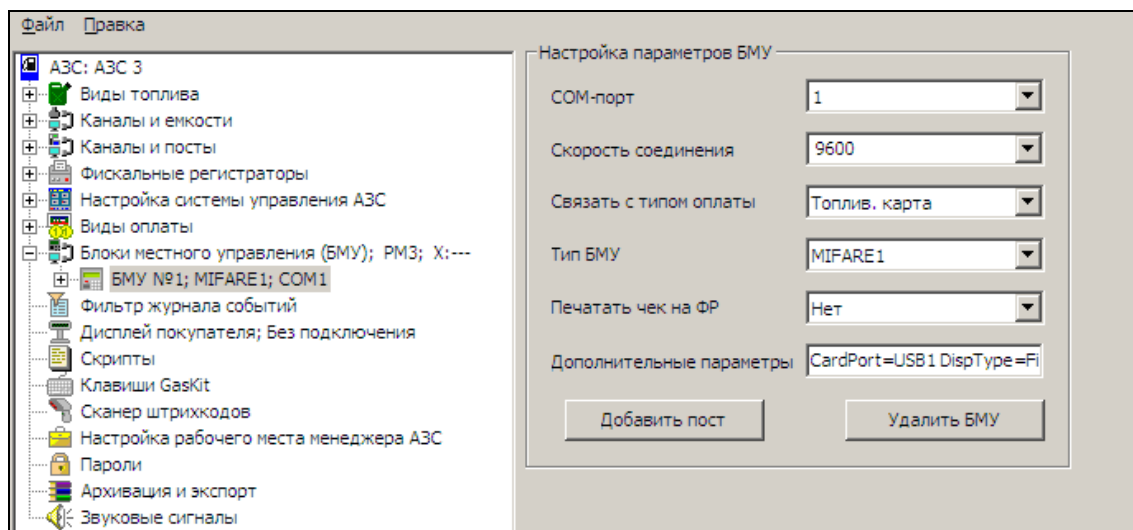 Файл Правка
АЗС: АЗС 3
Виды топлива
Каналы и емкости
Каналы и посты
Фискальные регистраторы
Настройка системы управления АЗС
Виды оплаты
Блоки местного управления (БМУ); РМ3; X:---
БМУ №1; MIFARE1; COM1
Фильтр журнала событий
Дисплей покупателя; Без подключения
Скрипты
Клавиши GasKit
Сканер штрихкодов
Настройка рабочего места менеджера АЗС
Пароли
Архивация и экспорт
Звуковые сигналы
Настройка параметров БМУ
COM-порт 1
Скорость соединения 9600
Связать с типом оплаты Топлив. карта
Тип БМУ MIFARE1
Печатать чек на ФР Нет
Дополнительные параметры CardPort=USB1 DispType=Fi
Добавить пост Удалить БМУ